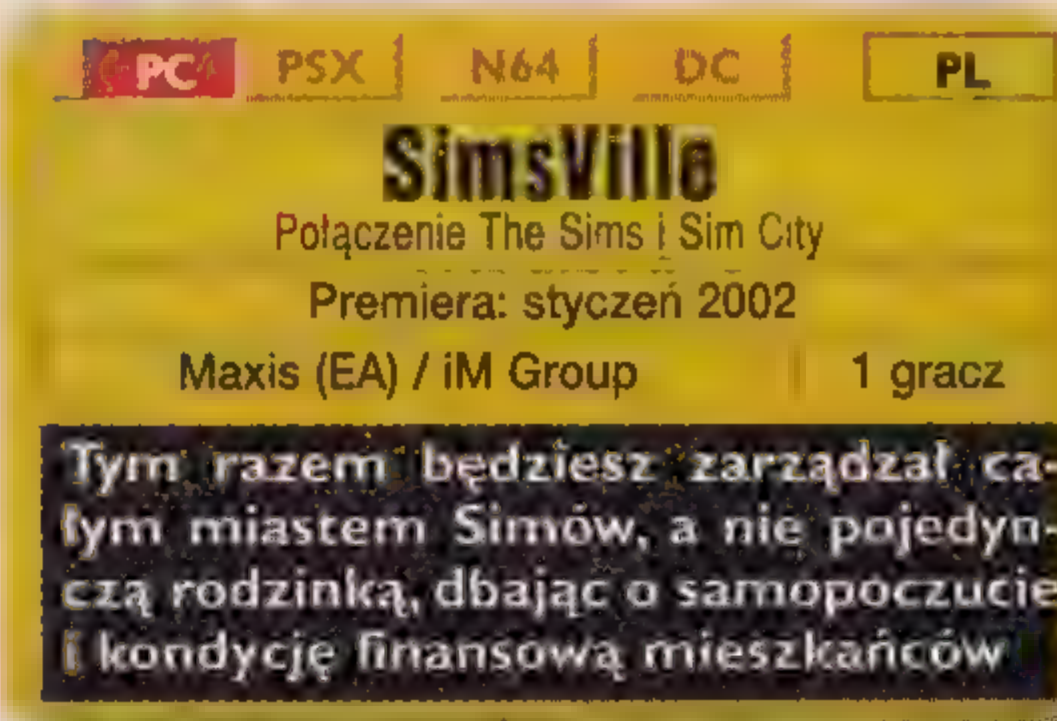 PC PSX N64 DC PL
SimsVille
Połączenie The Sims i Sim City
Premiera: styczeń 2002
Maxis (EA) / iM Group 1 gracz
Tym razem będziesz zarządzał ca-
łym miastem Simów, a nie pojedyn-
czą rodzinką, dbając o samopoczucie
i kondycję finansową mieszkańców